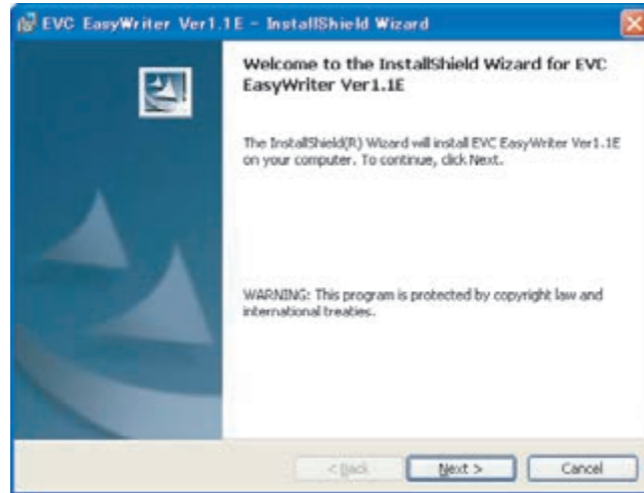 EVC EasyWriter Ver1.1E - InstallShield Wizard
Welcome to the InstallShield Wizard for EVC
EasyWriter Ver1.1E
The InstallShield(R) Wizard will install EVC EasyWriter Ver1.1E
on your computer. To continue, click Next.
WARNING: This program is protected by copyright law and
international treaties.
< Back Next > Cancel